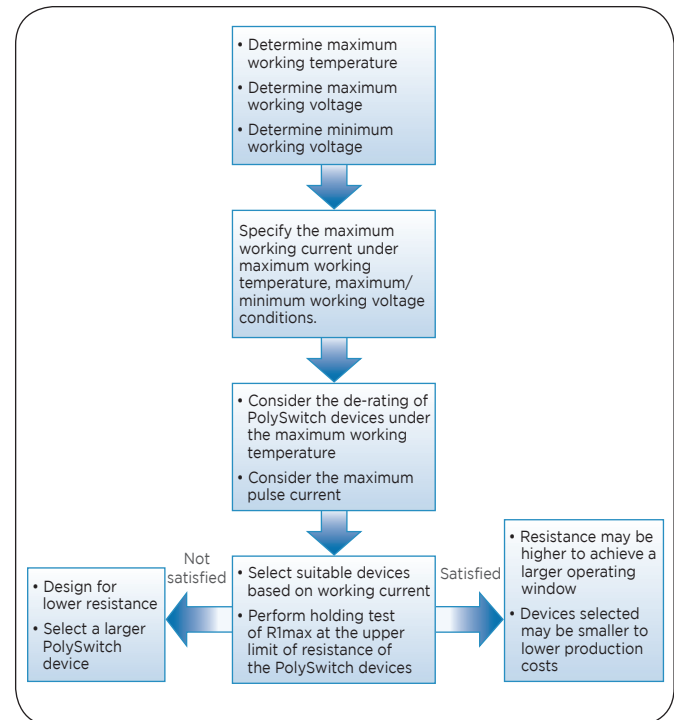 • Determine maximum
working temperature
• Determine maximum
working voltage
• Determine minimum
working voltage
Specify the maximum
working current under
maximum working
temperature, maximum/
minimum working voltage
conditions.
• Consider the de-rating of
PolySwitch devices under
the maximum working
temperature
• Consider the maximum
pulse current
Not
satisfied
• Design for
lower resistance
• Select a larger
PolySwitch
device
• Select suitable devices
based on working current
• Perform holding test
of R1max at the upper
limit of resistance of
the PolySwitch devices
Satisfied
• Resistance may be
higher to achieve a
larger operating
window
• Devices selected
may be smaller to
lower production
costs